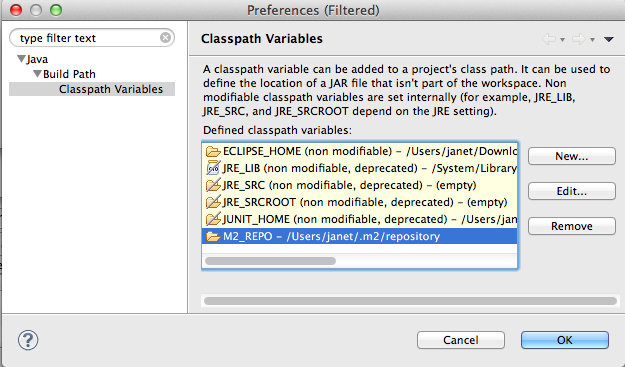 Preferences (Filtered)
type filter text
Java
Build Path
Classpath Variables
Classpath Variables
A classpath variable can be added to a project's class path. It can be used to
define the location of a JAR file that isn't part of the workspace. Non
modifiable classpath variables are set internally (for example, JRE_LIB,
JRE_SRC, and JRE_SRCROOT depend on the JRE setting).
Defined classpath variables:
ECLIPSE_HOME (non modifiable) – /Users/janet/Downlo
JRE_LIB (non modifiable, deprecated) – /System/Library
JRE_SRC (non modifiable, deprecated) – (empty)
JRE_SRCROOT (non modifiable, deprecated) – (empty)
JUNIT_HOME (non modifiable, deprecated) – /Users/jan
M2_REPO – /Users/janet/.m2/repository
New...
Edit...
Remove
?
Cancel
OK